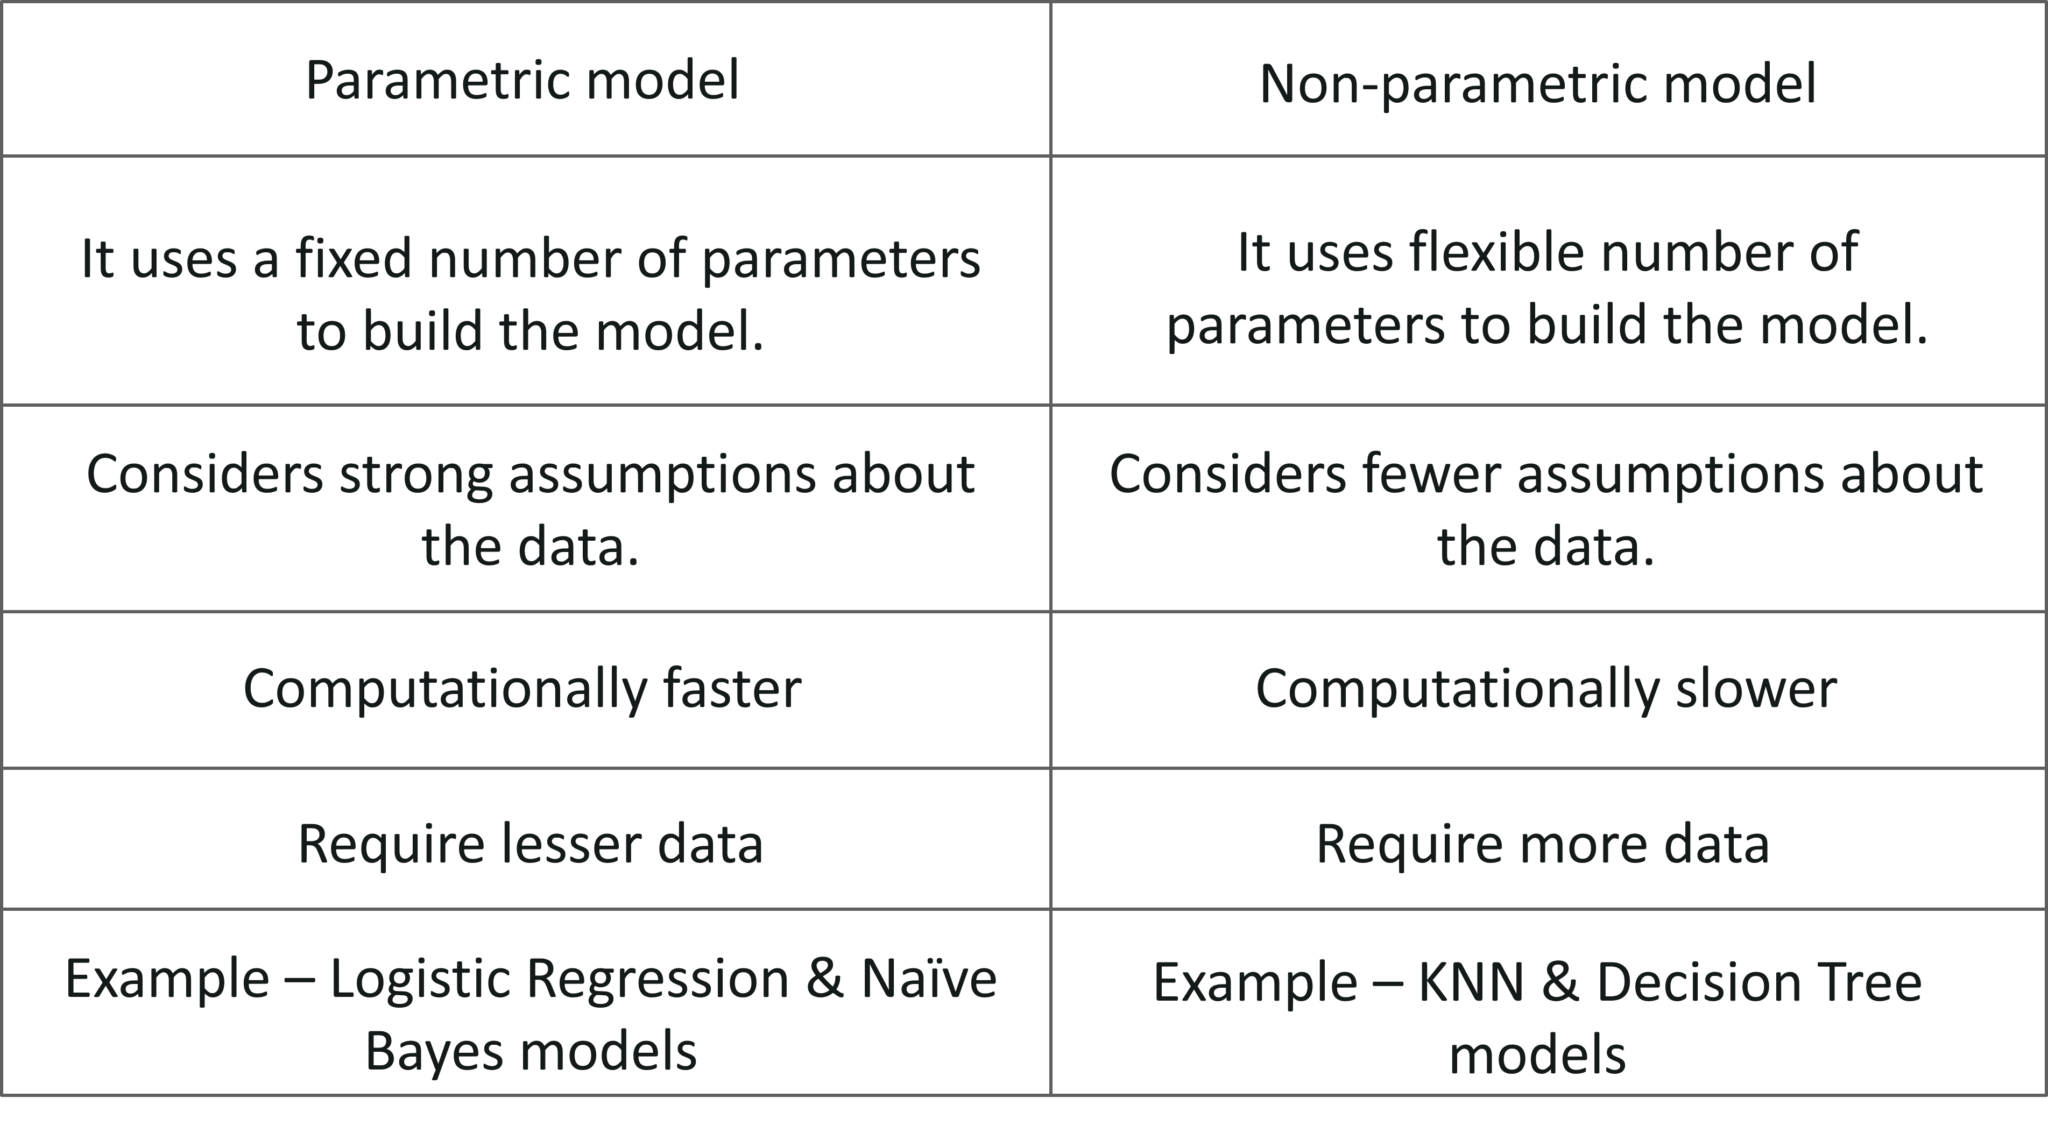 Parametric model
Non-parametric model
It uses a fixed number of parameters
to build the model.
It uses flexible number of
parameters to build the model.
Considers strong assumptions about
the data.
Considers fewer assumptions about
the data.
Computationally faster
Computationally slower
Require lesser data
Require more data
Example – Logistic Regression & Naïve
Bayes models
Example – KNN & Decision Tree
models